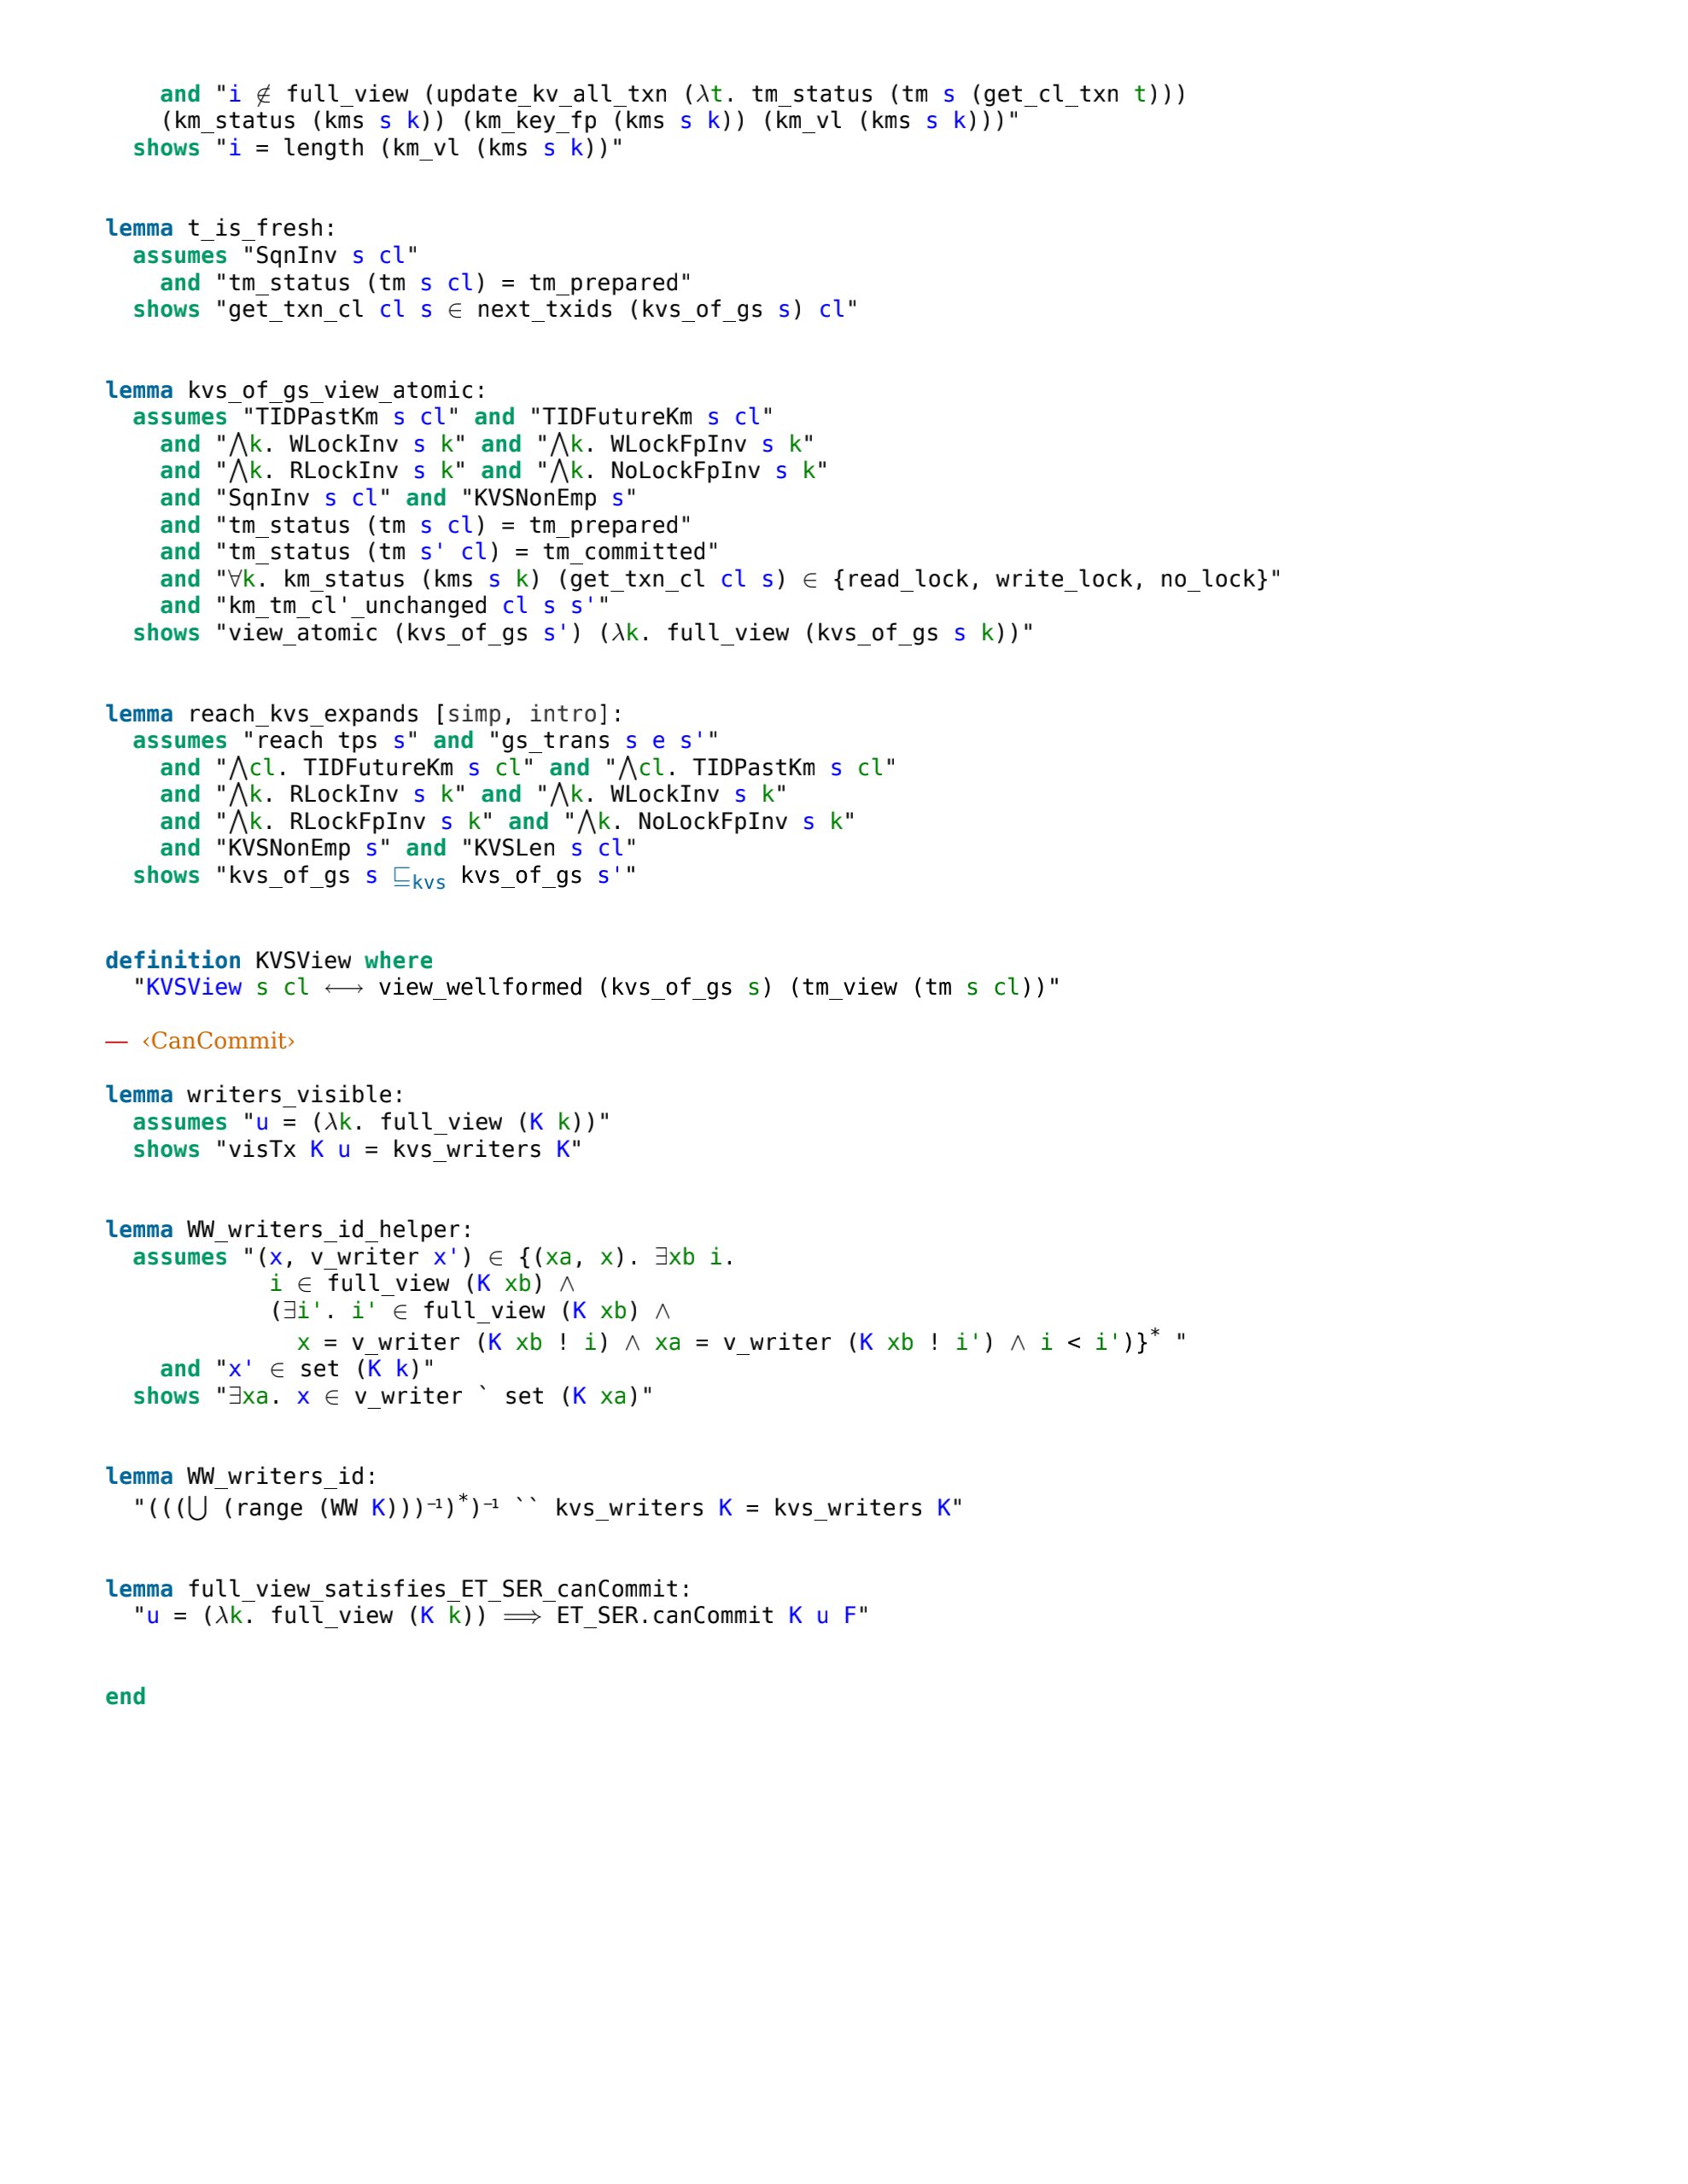 and "i ∉ full_view (update_kv_all_txn (λt. tm_status (tm s (get_cl_txn t)))
(km_status (kms s k)) (km_key_fp (kms s k)) (km_vl (kms s k)))"
shows "i = length (km_vl (kms s k))"
lemma t_is_fresh:
assumes "SqnInv s cl"
and "tm_status (tm s cl) = tm_prepared"
shows "get_txn_cl cl s ∈ next_txids (kvs_of_gs s) cl"
lemma kvs_of_gs_view_atomic:
assumes "TIDPastKm s cl" and "TIDFutureKm s cl"
and "⋀k. WLockInv s k" and "⋀k. WLockFpInv s k"
and "⋀k. RLockInv s k" and "⋀k. NoLockFpInv s k"
and "SqnInv s cl" and "KVSNonEmp s"
and "tm_status (tm s cl) = tm_prepared"
and "tm_status (tm s' cl) = tm_committed"
and "∀k. km_status (kms s k) (get_txn_cl cl s) ∈ {read_lock, write_lock, no_lock}"
and "km_tm_cl'_unchanged cl s s'"
shows "view_atomic (kvs_of_gs s') (λk. full_view (kvs_of_gs s k))"
lemma reach_kvs_expands [simp, intro]:
assumes "reach tps s" and "gs_trans s e s'"
and "⋀cl. TIDFutureKm s cl" and "⋀cl. TIDPastKm s cl"
and "⋀k. RLockInv s k" and "⋀k. WLockInv s k"
and "⋀k. RLockFpInv s k" and "⋀k. NoLockFpInv s k"
and "KVSNonEmp s" and "KVSLen s cl"
shows "kvs_of_gs s ⊑kvs kvs_of_gs s'"
definition KVSView where
"KVSView s cl ⟷ view_wellformed (kvs_of_gs s) (tm_view (tm s cl))"
— ‹CanCommit›
lemma writers_visible:
assumes "u = (λk. full_view (K k))"
shows "visTx K u = kvs_writers K"
lemma WW_writers_id_helper:
assumes "(x, v_writer x') ∈ {(xa, x). ∃xb i.
i ∈ full_view (K xb) ∧
(∃i'. i' ∈ full_view (K xb) ∧
x = v_writer (K xb ! i) ∧ xa = v_writer (K xb ! i') ∧ i < i')}* "
and "x' ∈ set (K k)"
shows "∃xa. x ∈ v_writer ` set (K xa)"
lemma WW_writers_id:
"(((⋃ (range (WW K)))⁻¹)*)⁻¹ `` kvs_writers K = kvs_writers K"
lemma full_view_satisfies_ET_SER_canCommit:
"u = (λk. full_view (K k)) ⟹ ET_SER.canCommit K u F"
end